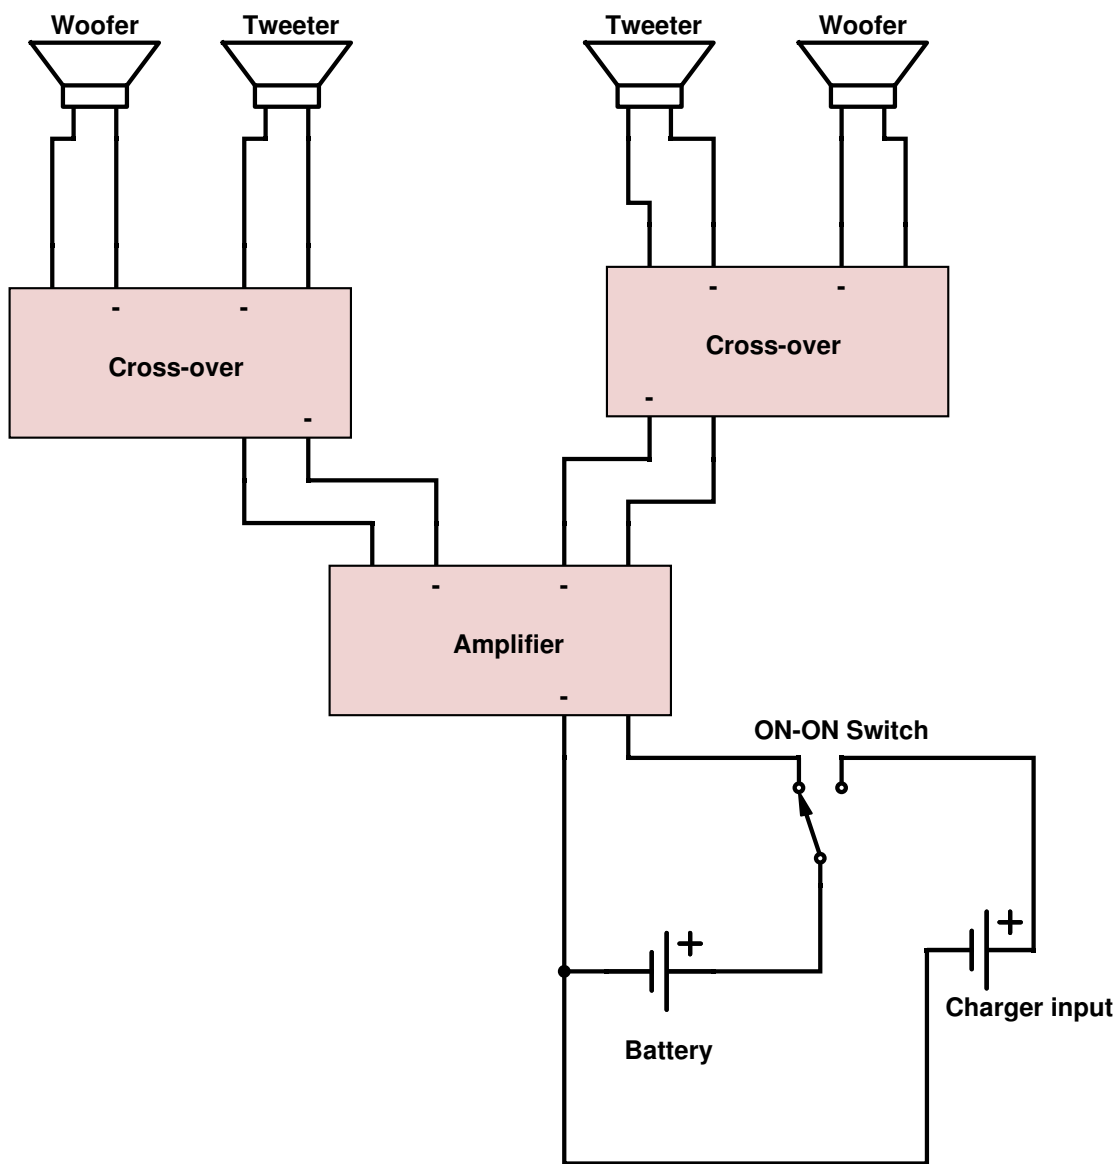 Woofer
Tweeter
Tweeter
Woofer
- -
- -
Cross-over
Cross-over
-
-
- -
Amplifier
-
ON-ON Switch
+
+
Charger input
Battery